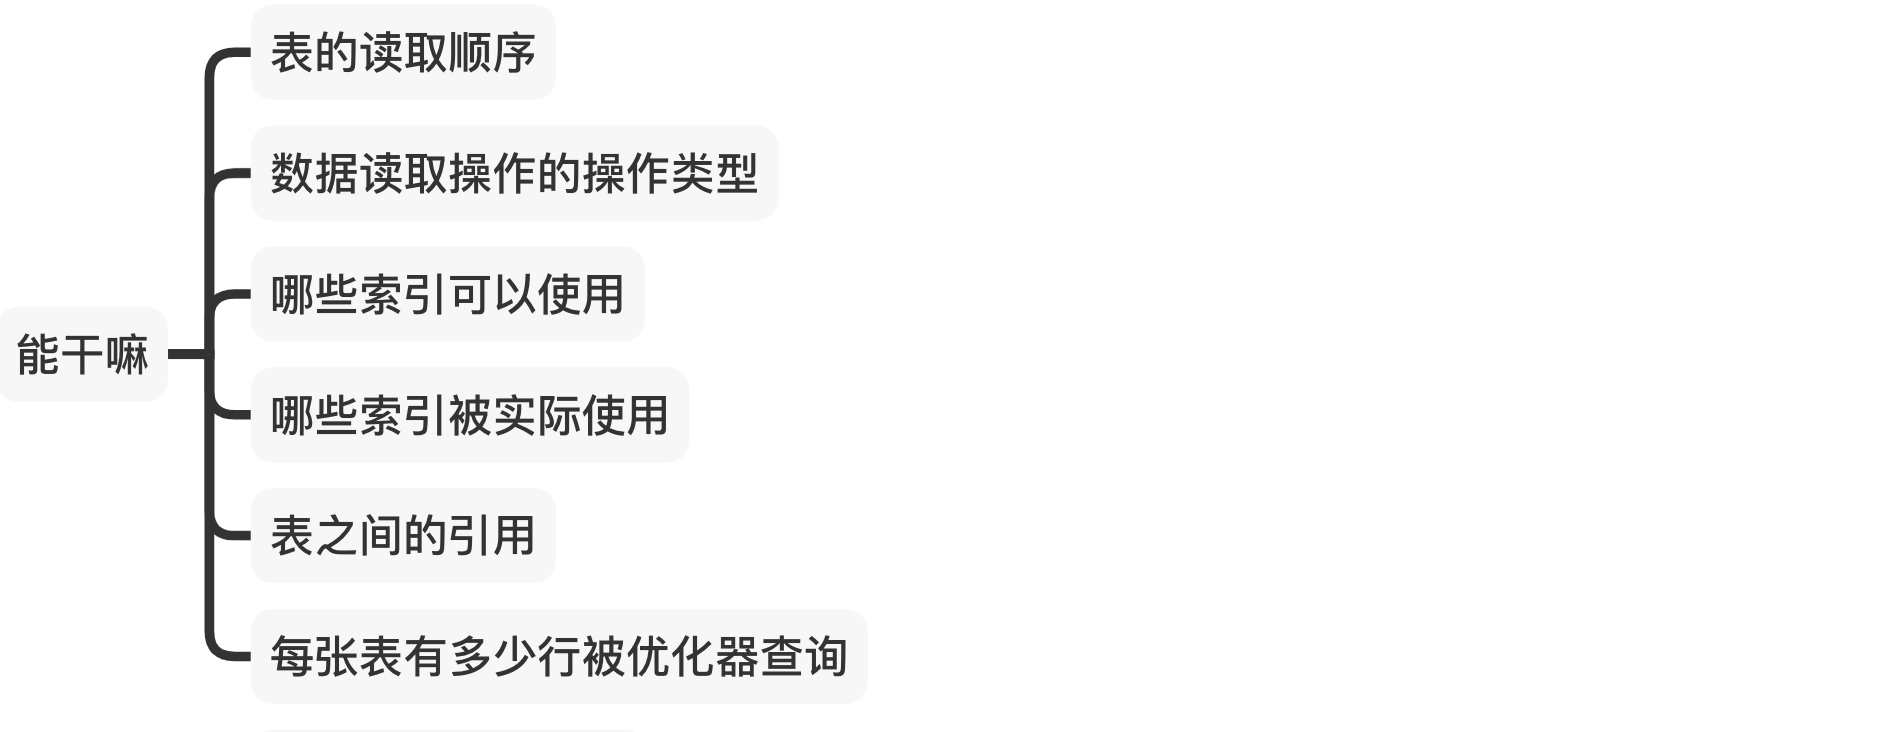 表的读取顺序
数据读取操作的操作类型
哪些索引可以使用
能干嘛
哪些索引被实际使用
表之间的引用
每张表有多少行被优化器查询